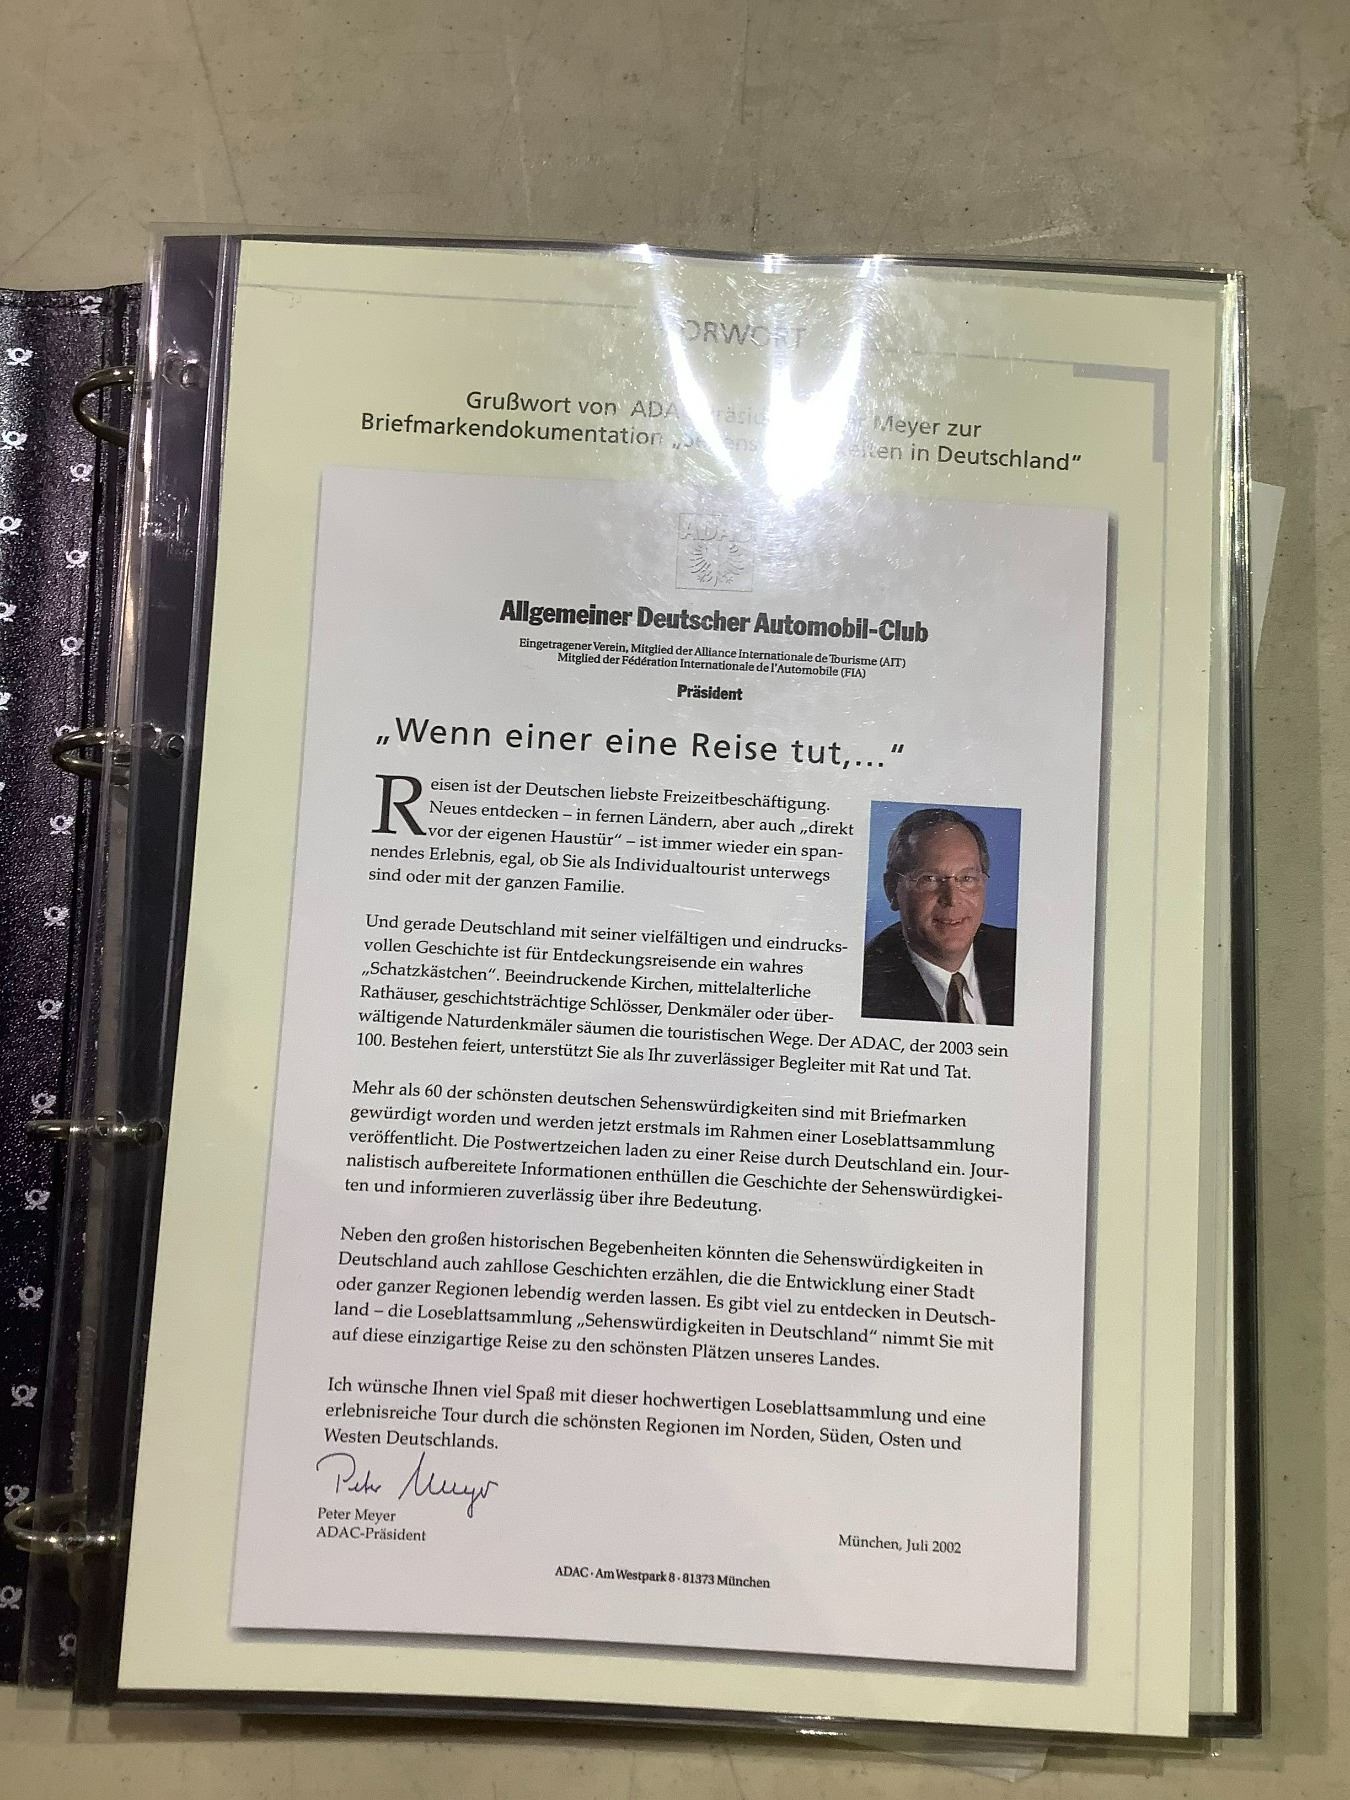 ORWORT
Grußwort von ADAC Präsident Peter Meyer zur
Briefmarkendokumentation „Sehenswürdigkeiten in Deutschland“
ADAC
Allgemeiner Deutscher Automobil-Club
Eingetragener Verein, Mitglied der Alliance Internationale de Tourisme (AIT)
Mitglied der Fédération Internationale de l'Automobile (FIA)
Präsident
„Wenn einer eine Reise tut,...“
Reisen ist der Deutschen liebste Freizeitbeschäftigung.
Neues entdecken – in fernen Ländern, aber auch „direkt
vor der eigenen Haustür“ – ist immer wieder ein span-
nendes Erlebnis, egal, ob Sie als Individualtourist unterwegs
sind oder mit der ganzen Familie.
Und gerade Deutschland mit seiner vielfältigen und eindrucks-
vollen Geschichte ist für Entdeckungsreisende ein wahres
„Schatzkästchen“. Beeindruckende Kirchen, mittelalterliche
Rathäuser, geschichtsträchtige Schlösser, Denkmäler oder über-
wältigende Naturdenkmäler säumen die touristischen Wege. Der ADAC, der 2003 sein
100. Bestehen feiert, unterstützt Sie als Ihr zuverlässiger Begleiter mit Rat und Tat.
Mehr als 60 der schönsten deutschen Sehenswürdigkeiten sind mit Briefmarken
gewürdigt worden und werden jetzt erstmals im Rahmen einer Loseblattsammlung
veröffentlicht. Die Postwertzeichen laden zu einer Reise durch Deutschland ein. Jour-
nalistisch aufbereitete Informationen enthüllen die Geschichte der Sehenswürdigkei-
ten und informieren zuverlässig über ihre Bedeutung.
Neben den großen historischen Begebenheiten könnten die Sehenswürdigkeiten in
Deutschland auch zahllose Geschichten erzählen, die die Entwicklung einer Stadt
oder ganzer Regionen lebendig werden lassen. Es gibt viel zu entdecken in Deutsch-
land – die Loseblattsammlung „Sehenswürdigkeiten in Deutschland“ nimmt Sie mit
auf diese einzigartige Reise zu den schönsten Plätzen unseres Landes.
Ich wünsche Ihnen viel Spaß mit dieser hochwertigen Loseblattsammlung und eine
erlebnisreiche Tour durch die schönsten Regionen im Norden, Süden, Osten und
Westen Deutschlands.
Peter Meyer
Peter Meyer
ADAC-Präsident
München, Juli 2002
ADAC · Am Westpark 8 · 81373 München